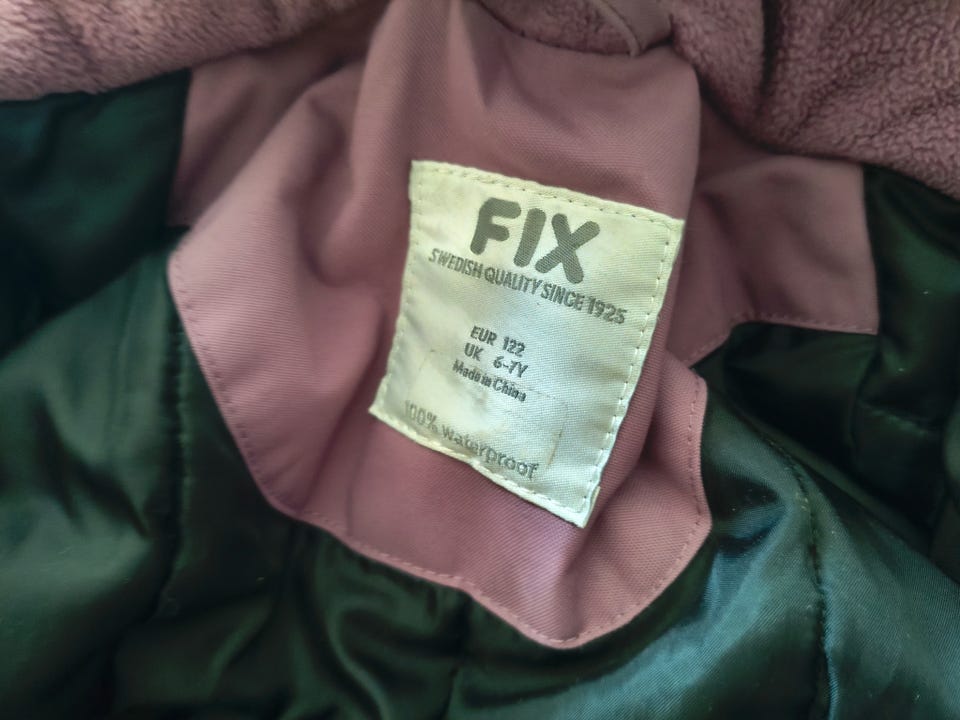 FIX
SWEDISH QUALITY SINCE 1925
EUR 122
UK 6-7Y
Made in China
100% waterproof